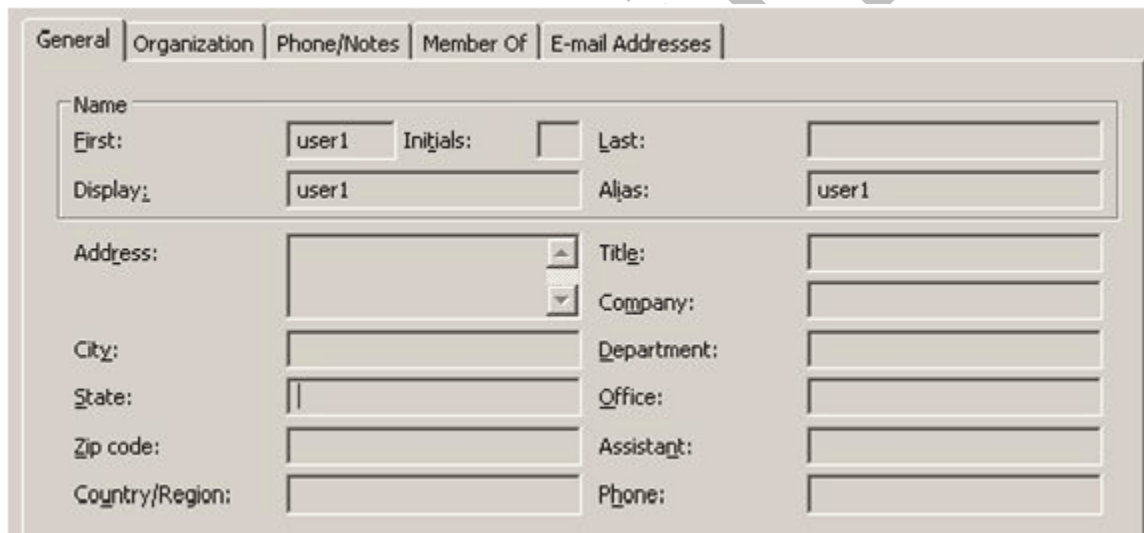 General Organization Phone/Notes Member Of E-mail Addresses
Name
First: user1 Initials: Last:
Display: user1 Alias: user1
Address: Title:
Company:
City: Department:
State: Office:
Zip code: Assistant:
Country/Region: Phone: